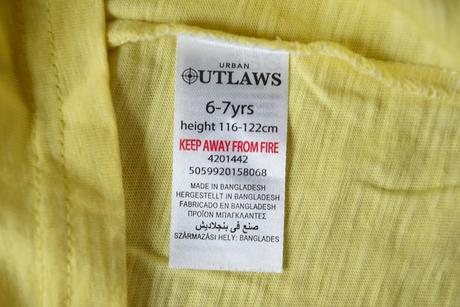 URBAN
OUTLAWS
6-7yrs
height 116-122cm
KEEP AWAY FROM FIRE
4201442
5059920158068
MADE IN BANGLADESH
HERGESTELLT IN BANGLADESH
FABRICADO EN BANGLADESH
ΠΡΟΪΟΝ ΜΠΑΓΚΛΑΝΤΕΣ
صنع في بنجلاديش
SZÁRMAZÁSI HELY: BANGLADES